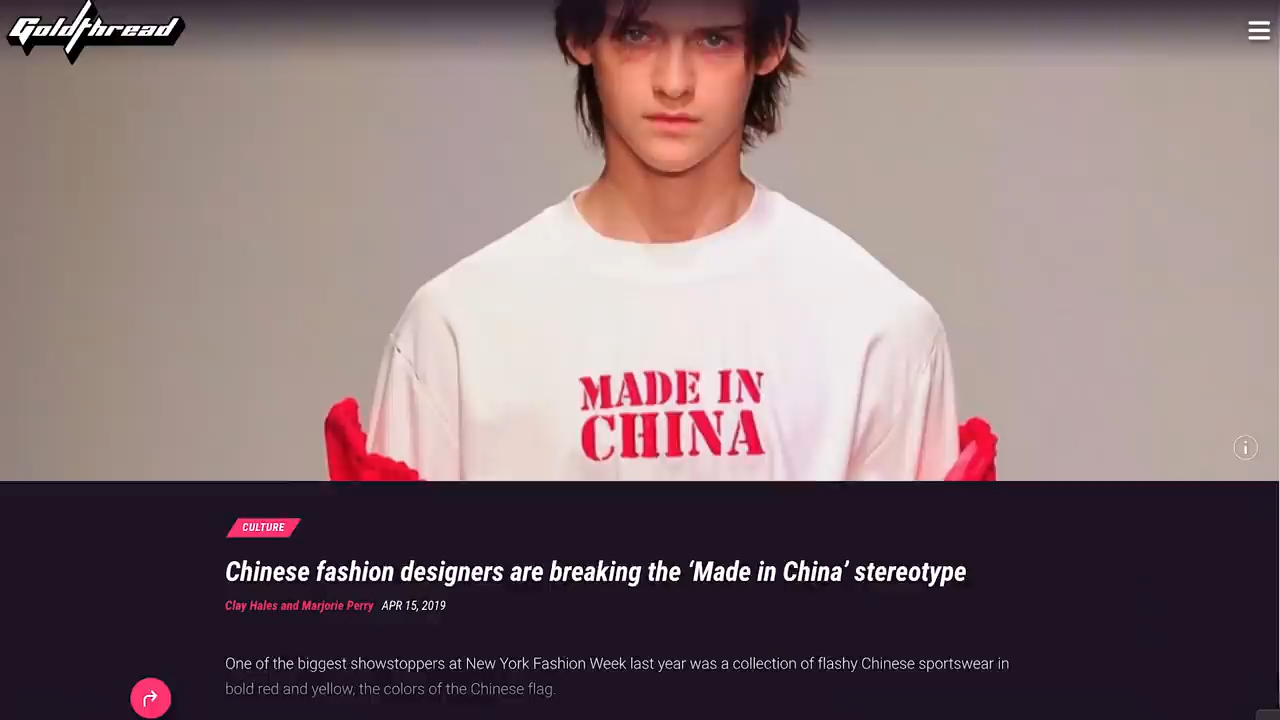 Goldthread
MADE IN
CHINA
CULTURE
Chinese fashion designers are breaking the ‘Made in China’ stereotype
Clay Hales and Marjorie Perry APR 15, 2019
One of the biggest showstoppers at New York Fashion Week last year was a collection of flashy Chinese sportswear in
bold red and yellow, the colors of the Chinese flag.